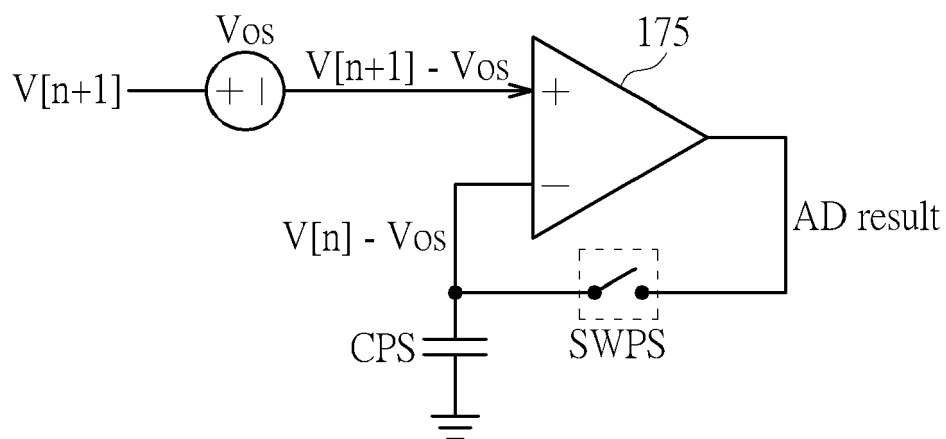 VOS
175
V[n+1]
+ –
V[n+1] - VOS
+
–
V[n] - VOS
AD result
SWPS
CPS